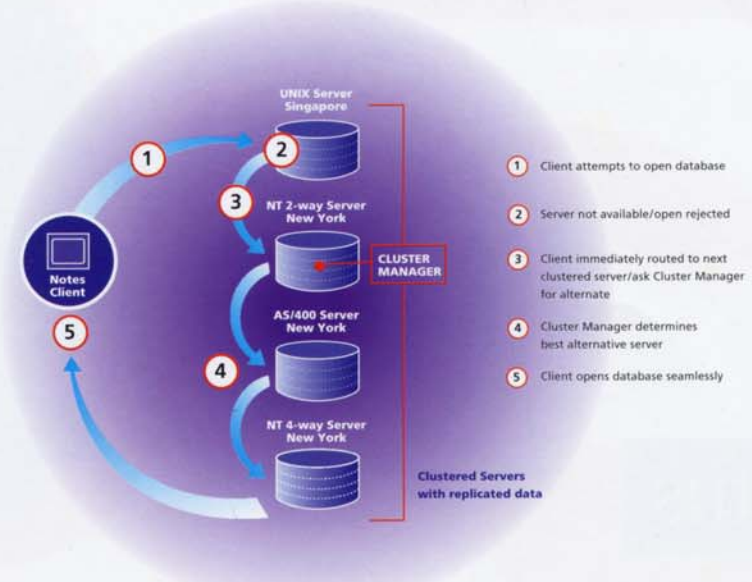 UNIX Server
Singapore
1
2
3
NT 2-way Server
New York
CLUSTER
MANAGER
Notes
Client
AS/400 Server
New York
5
4
NT 4-way Server
New York
Clustered Servers
with replicated data
1 Client attempts to open database
2 Server not available/open rejected
3 Client immediately routed to next
clustered server/ask Cluster Manager
for alternate
4 Cluster Manager determines
best alternative server
5 Client opens database seamlessly